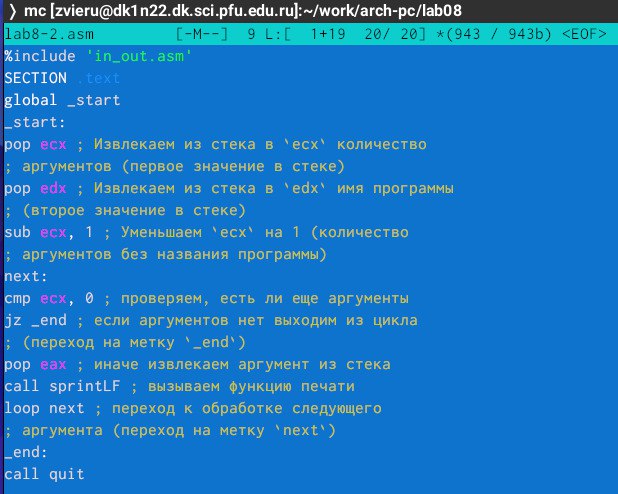 ❯ mc [zvieru@dk1n22.dk.sci.pfu.edu.ru]:~/work/arch-pc/lab08
lab8-2.asm [-M--] 9 L:[ 1+19 20/ 20] *(943 / 943b) <EOF>
%include 'in_out.asm'
SECTION .text
global _start
_start:
pop ecx ; Извлекаем из стека в `ecx` количество
; аргументов (первое значение в стеке)
pop edx ; Извлекаем из стека в `edx` имя программы
; (второе значение в стеке)
sub ecx, 1 ; Уменьшаем `ecx` на 1 (количество
; аргументов без названия программы)
next:
cmp ecx, 0 ; проверяем, есть ли еще аргументы
jz _end ; если аргументов нет выходим из цикла
; (переход на метку `_end`)
pop eax ; иначе извлекаем аргумент из стека
call sprintLF ; вызываем функцию печати
loop next ; переход к обработке следующего
; аргумента (переход на метку `next`)
_end:
call quit